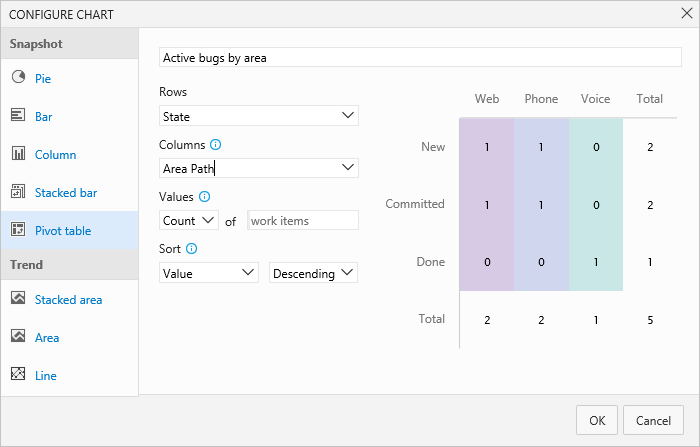 CONFIGURE CHART
Snapshot
Pie
Bar
Column
Stacked bar
Pivot table
Trend
Stacked area
Area
Line
Active bugs by area
Rows
State
Columns
Area Path
Values
Count of work items
Sort
Value Descending
Web Phone Voice Total
New 1 1 0 2
Committed 1 1 0 2
Done 0 0 1 1
Total 2 2 1 5
OK Cancel